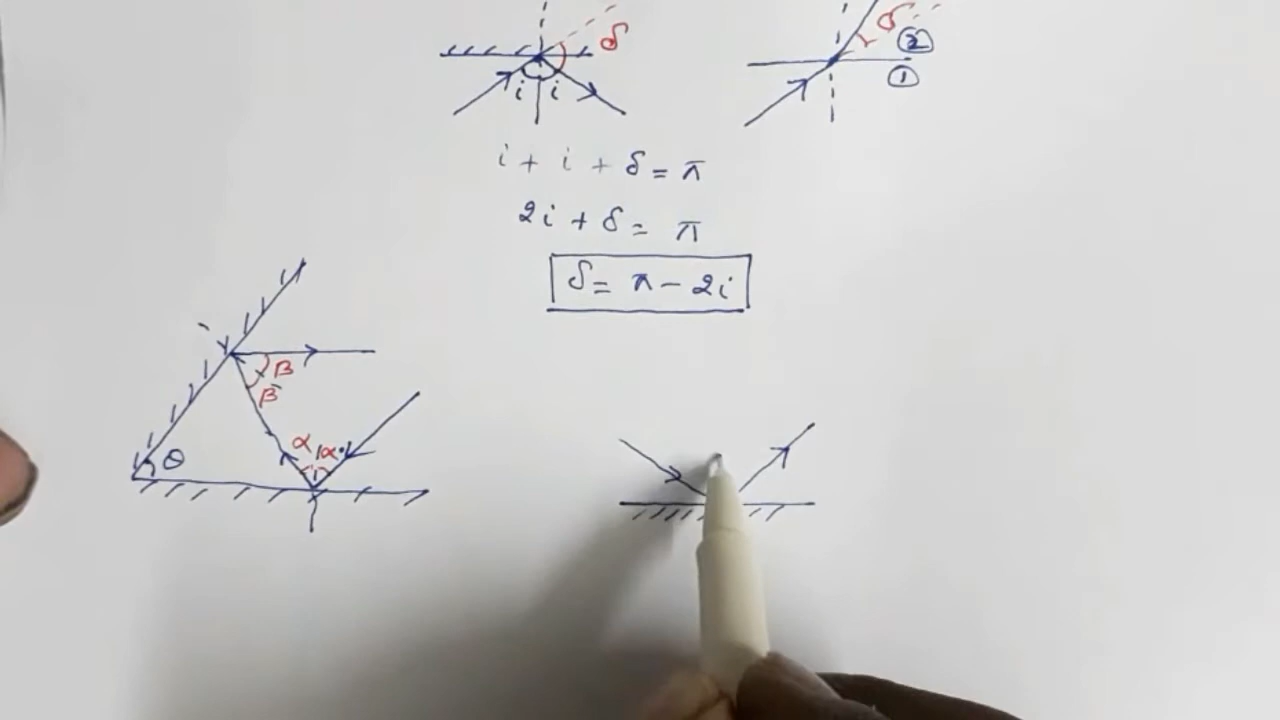 δ
δ
②
①
i i
i + i + δ = π
2i + δ = π
δ = π - 2i
β
β
α α
θ